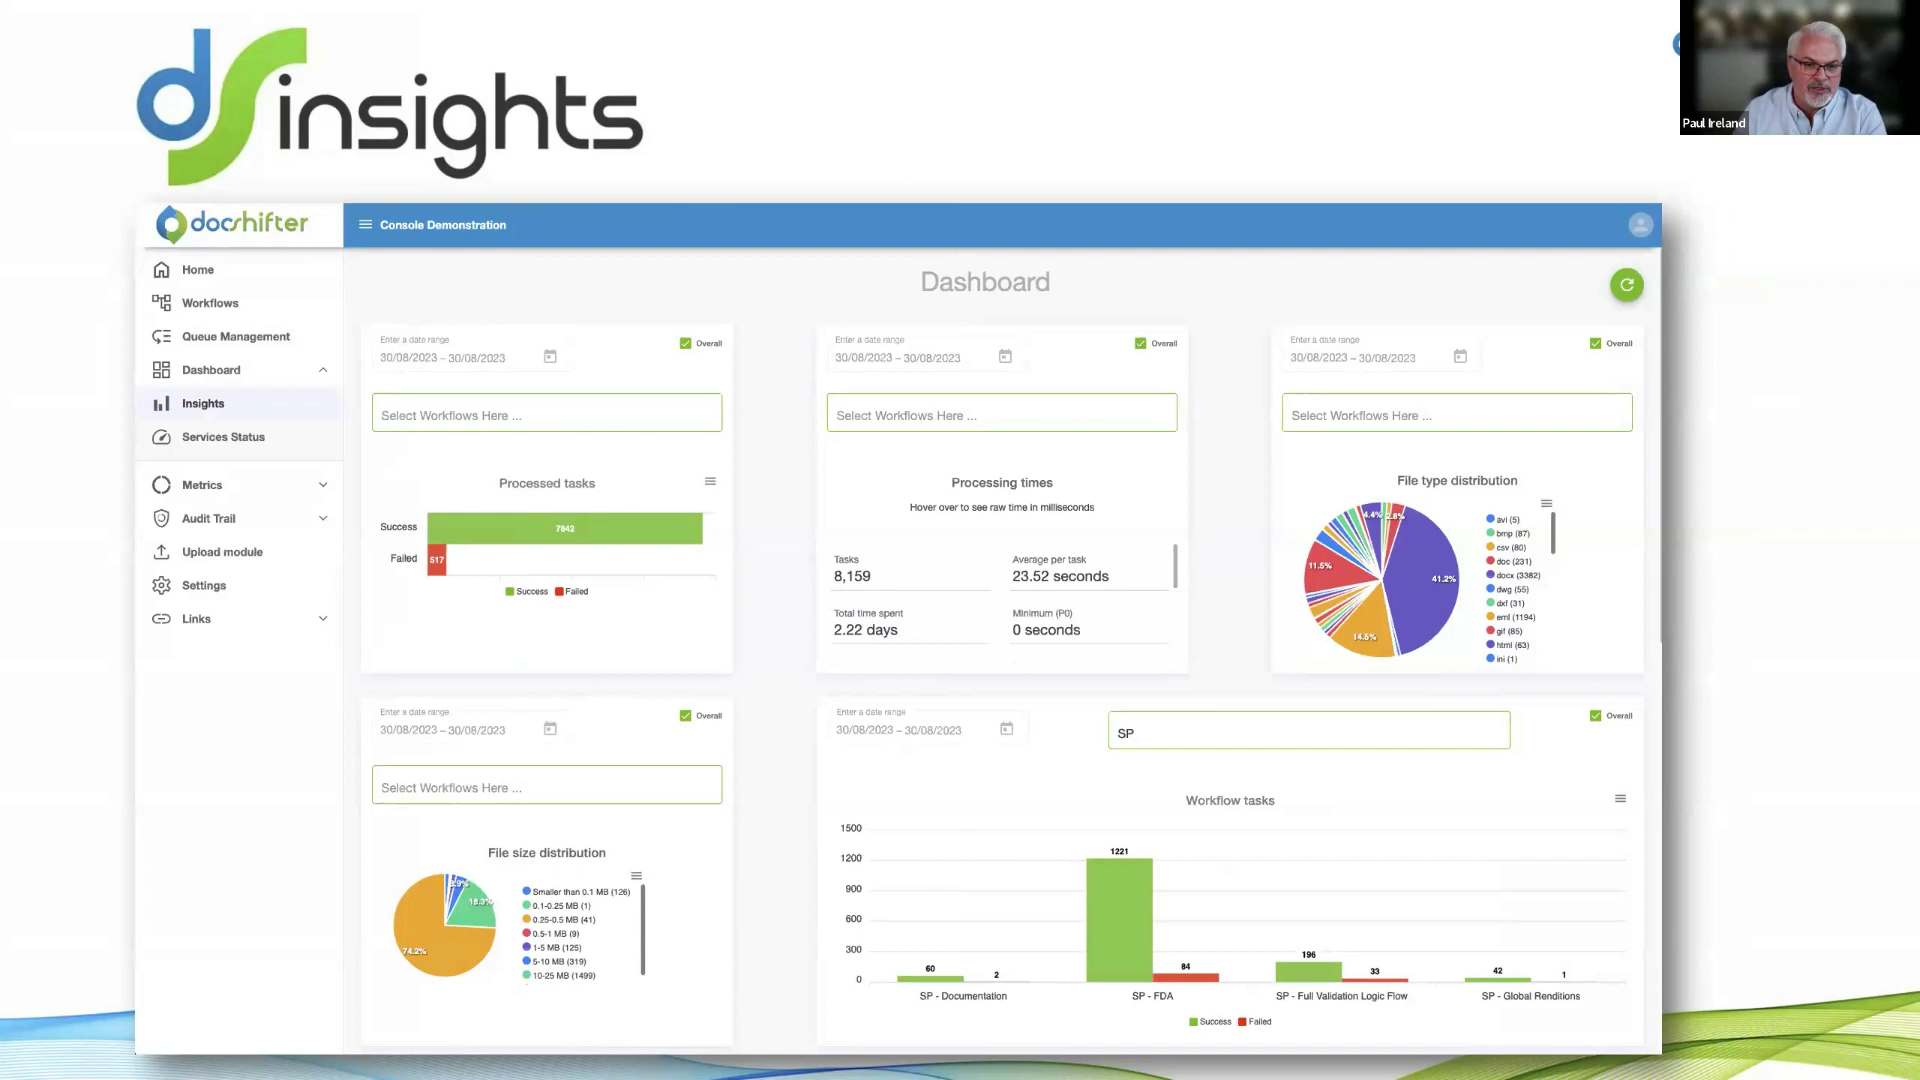 ds insights
Paul Ireland
docshifter
Console Demonstration
Home
Workflows
Queue Management
Dashboard
Insights
Services Status
Metrics
Audit Trail
Upload module
Settings
Links
Dashboard
Enter a date range
30/08/2023 – 30/08/2023
Overall
Select Workflows Here ...
Processed tasks
Success
7642
Failed
517
Success Failed
Enter a date range
30/08/2023 – 30/08/2023
Overall
Select Workflows Here ...
Processing times
Hover over to see raw time in milliseconds
Tasks
8,159
Average per task
23.52 seconds
Total time spent
2.22 days
Minimum (P0)
0 seconds
Enter a date range
30/08/2023 – 30/08/2023
Overall
Select Workflows Here ...
File type distribution
4.4%
2.8%
11.5%
41.2%
14.6%
avi (5)
bmp (87)
csv (80)
doc (231)
docx (3382)
dwg (55)
dxf (31)
eml (1194)
gif (85)
html (63)
ini (1)
Enter a date range
30/08/2023 – 30/08/2023
Overall
Select Workflows Here ...
File size distribution
18.3%
74.2%
Smaller than 0.1 MB (126)
0.1-0.25 MB (1)
0.25-0.5 MB (41)
0.5-1 MB (9)
1-5 MB (125)
5-10 MB (319)
10-25 MB (1499)
Enter a date range
30/08/2023 – 30/08/2023
SP
Overall
Workflow tasks
1500
1200
900
600
300
0
60
2
1221
84
196
33
42
1
SP - Documentation
SP - FDA
SP - Full Validation Logic Flow
SP - Global Renditions
Success Failed